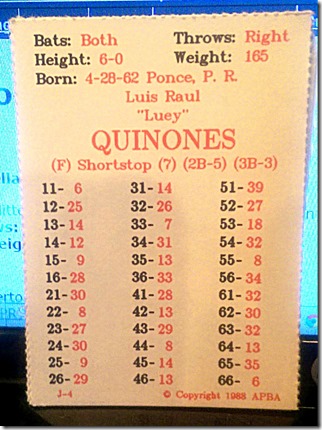 Bats: Both Throws: Right
Height: 6-0 Weight: 165
Born: 4-28-62 Ponce, P. R.
Luis Raul
"Luey"
QUINONES
(F) Shortstop (7) (2B-5) (3B-3)
11- 6 31- 14 51- 39
12- 25 32- 26 52- 27
13- 14 33- 7 53- 18
14- 12 34- 31 54- 32
15- 9 35- 13 55- 8
16- 28 36- 33 56- 34
21- 30 41- 28 61- 32
22- 8 42- 13 62- 30
23- 27 43- 29 63- 32
24- 30 44- 8 64- 13
25- 9 45- 14 65- 35
26- 29 46- 13 66- 6
J-4 © Copyright 1988 APBA